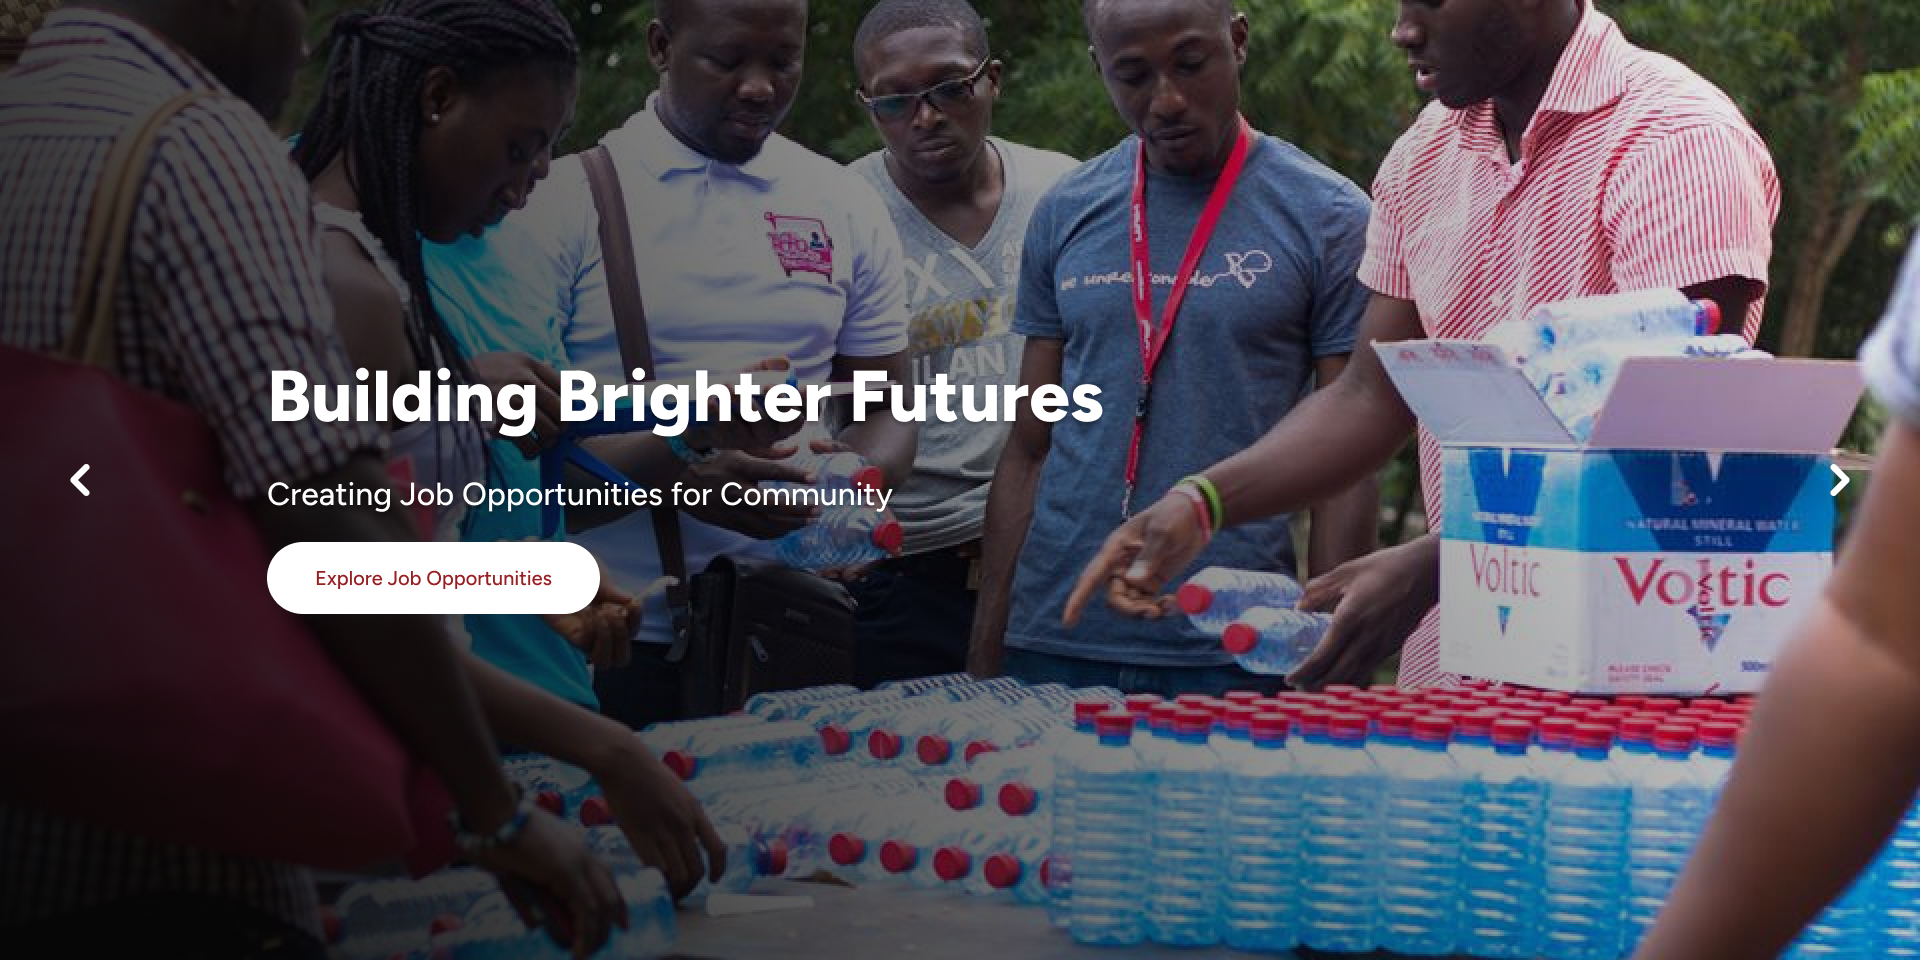 Building Brighter Futures
Creating Job Opportunities for Community
Explore Job Opportunities
NATURAL MINERAL WATER
STILL
Voltic
Voltic